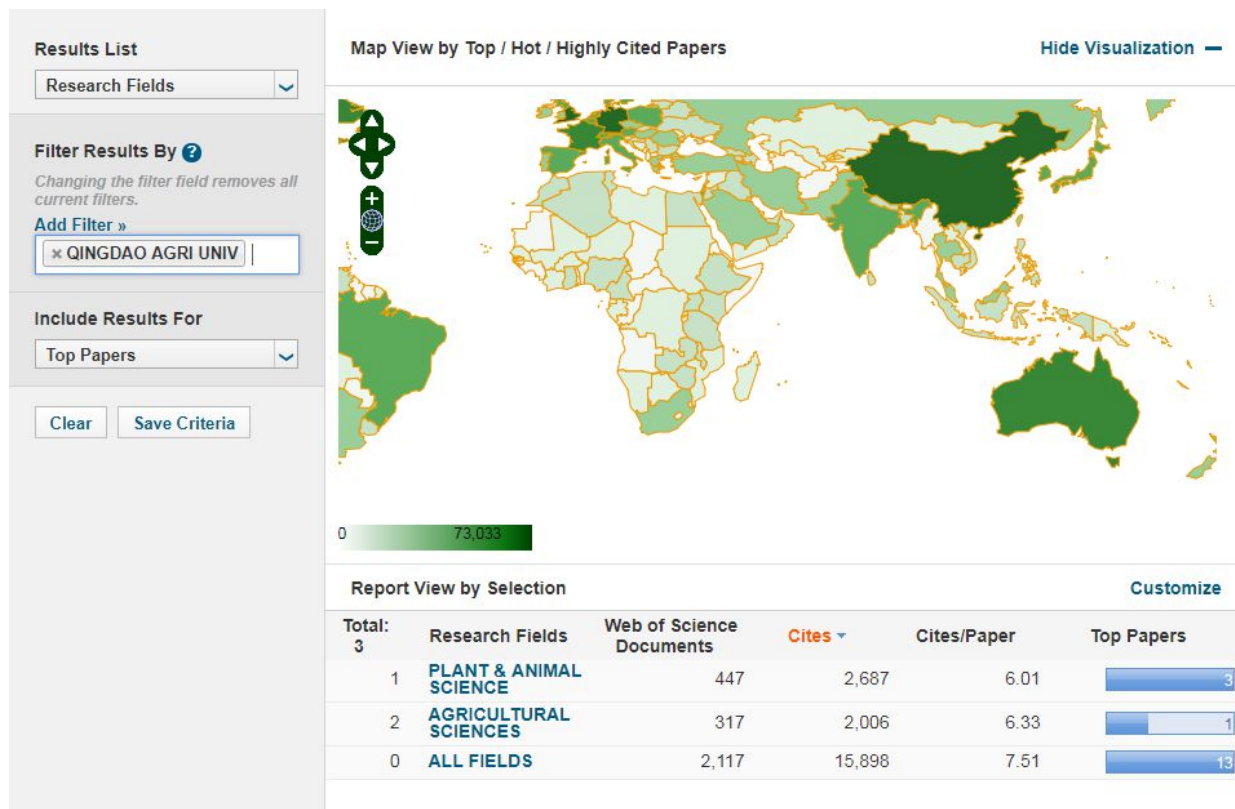 Results List
Research Fields
Filter Results By ?
Changing the filter field removes all
current filters.
Add Filter »
× QINGDAO AGRI UNIV
Include Results For
Top Papers
Clear Save Criteria
Map View by Top / Hot / Highly Cited Papers Hide Visualization −
+
−
0 73,033
Report View by Selection Customize
Total:
3 Research Fields Web of Science
Documents Cites Cites/Paper Top Papers
1 PLANT & ANIMAL
SCIENCE 447 2,687 6.01 3
2 AGRICULTURAL
SCIENCES 317 2,006 6.33 1
0 ALL FIELDS 2,117 15,898 7.51 13